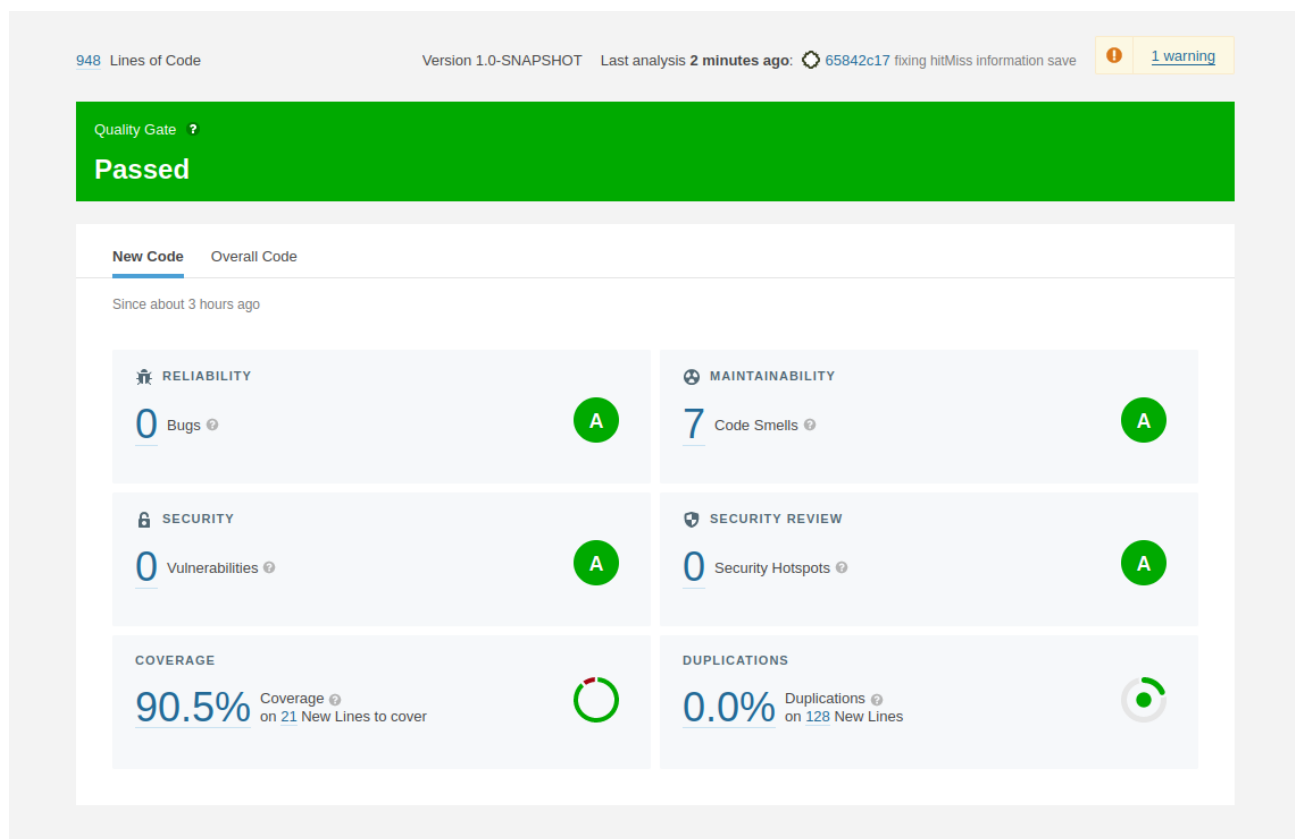 948 Lines of Code
Version 1.0-SNAPSHOT Last analysis 2 minutes ago: 65842c17 fixing hitMiss information save
! 1 warning
Quality Gate ?
Passed
New Code Overall Code
Since about 3 hours ago
RELIABILITY
0 Bugs ?
A
MAINTAINABILITY
7 Code Smells ?
A
SECURITY
0 Vulnerabilities ?
A
SECURITY REVIEW
0 Security Hotspots ?
A
COVERAGE
90.5% Coverage ?
on 21 New Lines to cover
DUPLICATIONS
0.0% Duplications ?
on 128 New Lines